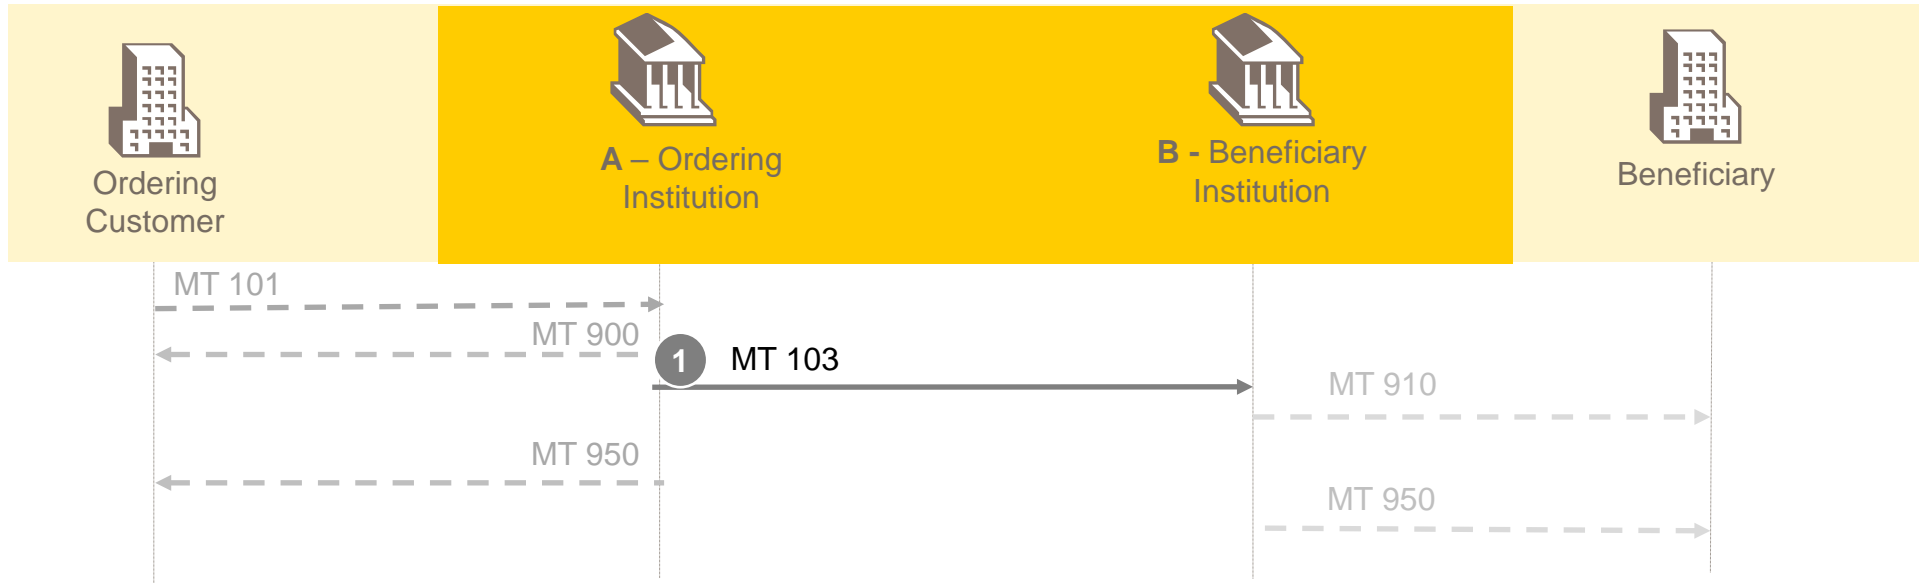 Ordering
Customer
A – Ordering
Institution
B - Beneficiary
Institution
Beneficiary
MT 101
MT 900
1
MT 103
MT 910
MT 950
MT 950